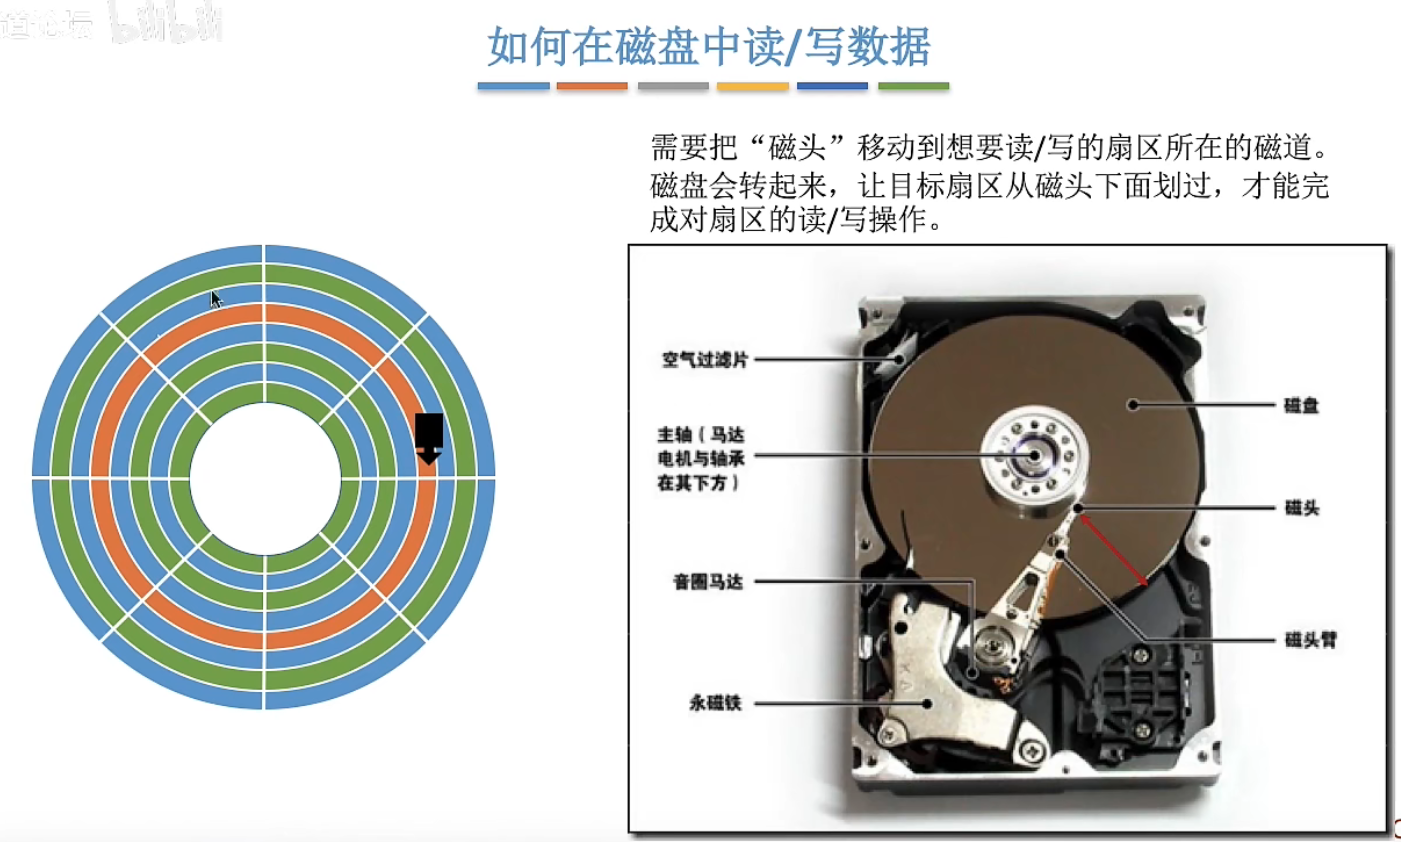 道论坛 bilibili
如何在磁盘中读/写数据
需要把“磁头”移动到想要读/写的扇区所在的磁道。
磁盘会转起来，让目标扇区从磁头下面划过，才能完
成对扇区的读/写操作。
空气过滤片
磁盘
主轴（马达
电机与轴承
在其下方）
磁头
音圈马达
磁头臂
永磁铁